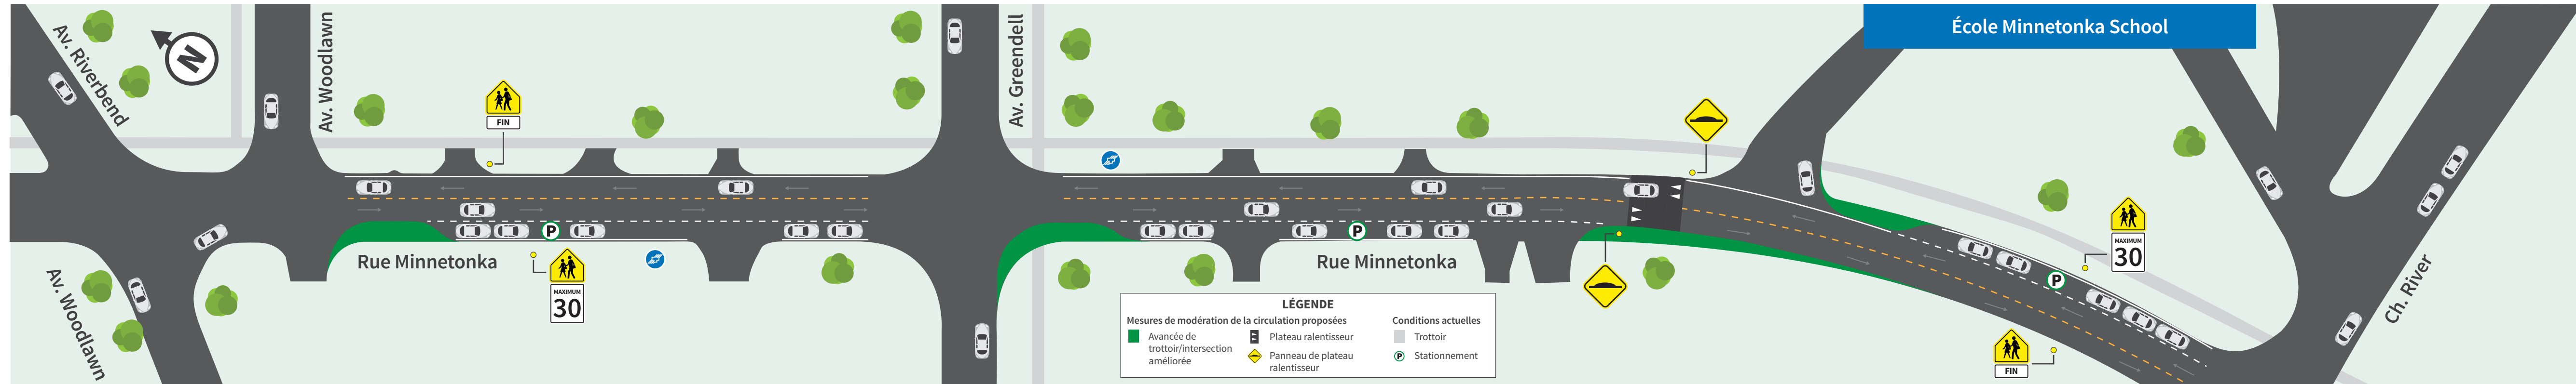 Av. Riverbend
N
Av. Woodlawn
FIN
Av. Greendell
École Minnetonka School
MAXIMUM
30
Rue Minnetonka
P
MAXIMUM
30
P
Rue Minnetonka
P
Av. Woodlawn
Ch. River
FIN
LÉGENDE
Mesures de modération de la circulation proposées
Avancée de
trottoir/intersection
améliorée
Plateau ralentisseur
Panneau de plateau
ralentisseur
Conditions actuelles
Trottoir
P
Stationnement